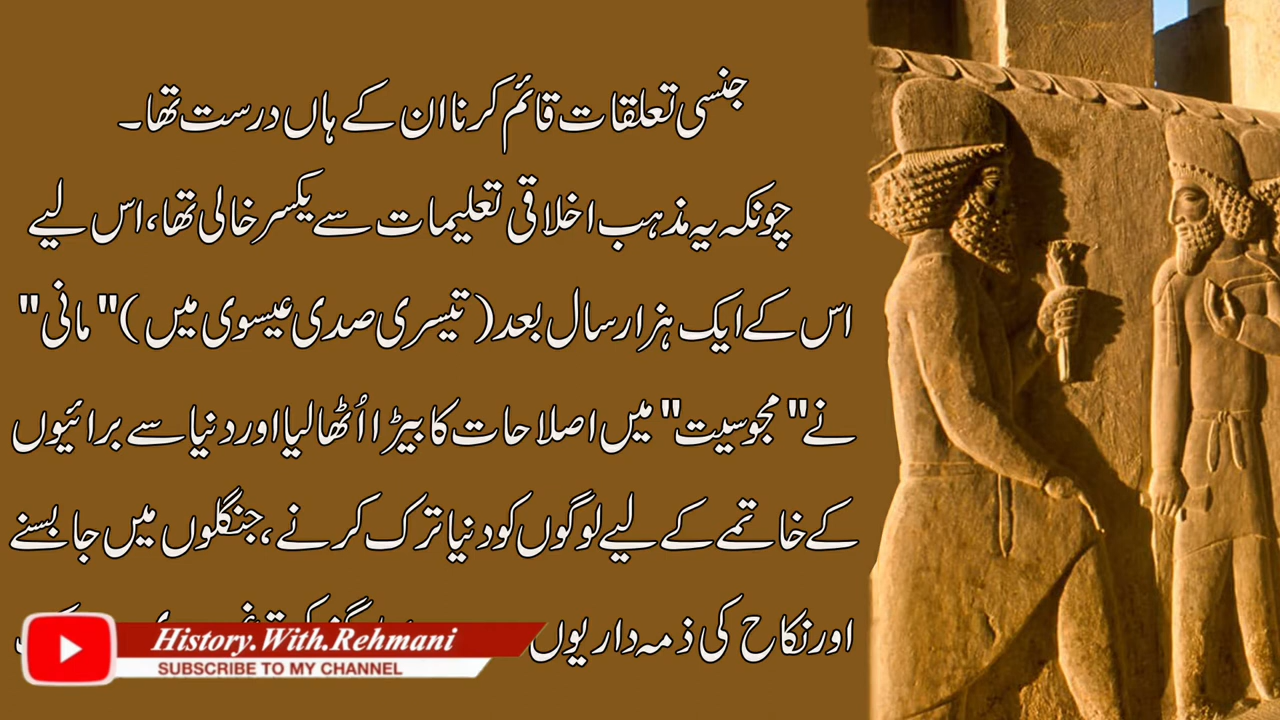 جنسی تعلقات قائم کرنا ان کے ہاں درست تھا۔
چونکہ یہ مذہب اخلاقی تعلیمات سے یکسر خالی تھا، اس لیے
اس کے ایک ہزار سال بعد (تیسری صدی عیسوی میں) "مانی"
نے "مجوسیت" میں اصلاحات کا بیڑا اُٹھالیا اور دنیا سے برائیوں
کے خاتمے کے لیے لوگوں کو دنیا ترک کرنے، جنگلوں میں جا بسنے
اور نکاح کی ذمہ داریوں
History.With.Rehmani
SUBSCRIBE TO MY CHANNEL